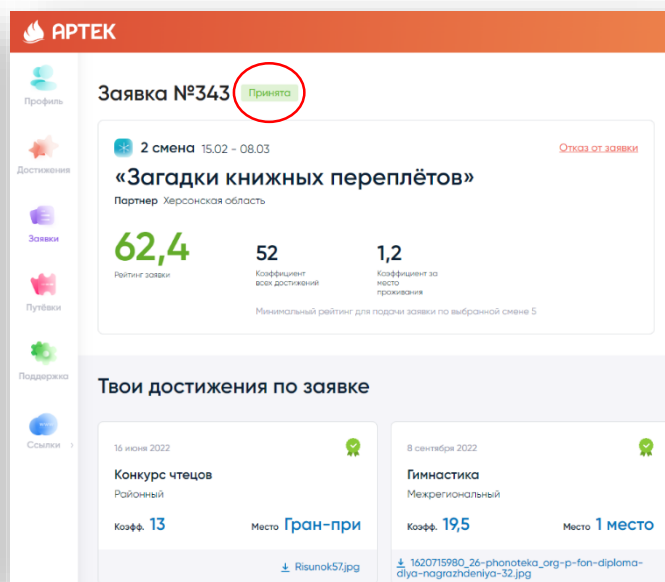 АРТЕК
Профиль
Достижения
Заявки
Путёвки
Поддержка
Ссылки
Заявка №343 Принята
2 смена 15.02 - 08.03 Отказ от заявки
«Загадки книжных переплётов»
Партнер Херсонская область
62,4 52 1,2
Рейтинг заявки
Коэффициент всех достижений
Коэффициент за место проживания
Минимальный рейтинг для подачи заявки по выбранной смене 5
Твои достижения по заявке
16 июня 2022
Конкурс чтецов
Районный
Коэфф. 13 Место Гран-при
Risunok57.jpg
8 сентября 2022
Гимнастика
Межрегиональный
Коэфф. 19,5 Место 1 место
1620715980_26-phonoteka_org-p-fon-diploma-
dlya-nagrazhdeniya-32.jpg